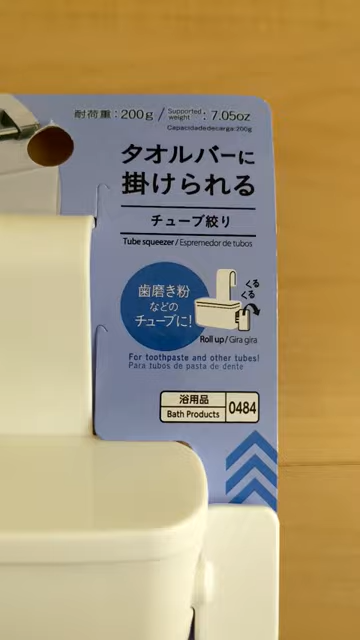 耐荷重:200g / Supported weight : 7.05oz
Capacidaddecarga:200g
タオルバーに
掛けられる
チューブ絞り
Tube squeezer / Espremedor de tubos
歯磨き粉
などの
チューブに!
くる
くる
Roll up / Gira gira
For toothpaste and other tubes!
Para tubos de pasta de dente
浴用品
Bath Products
0484